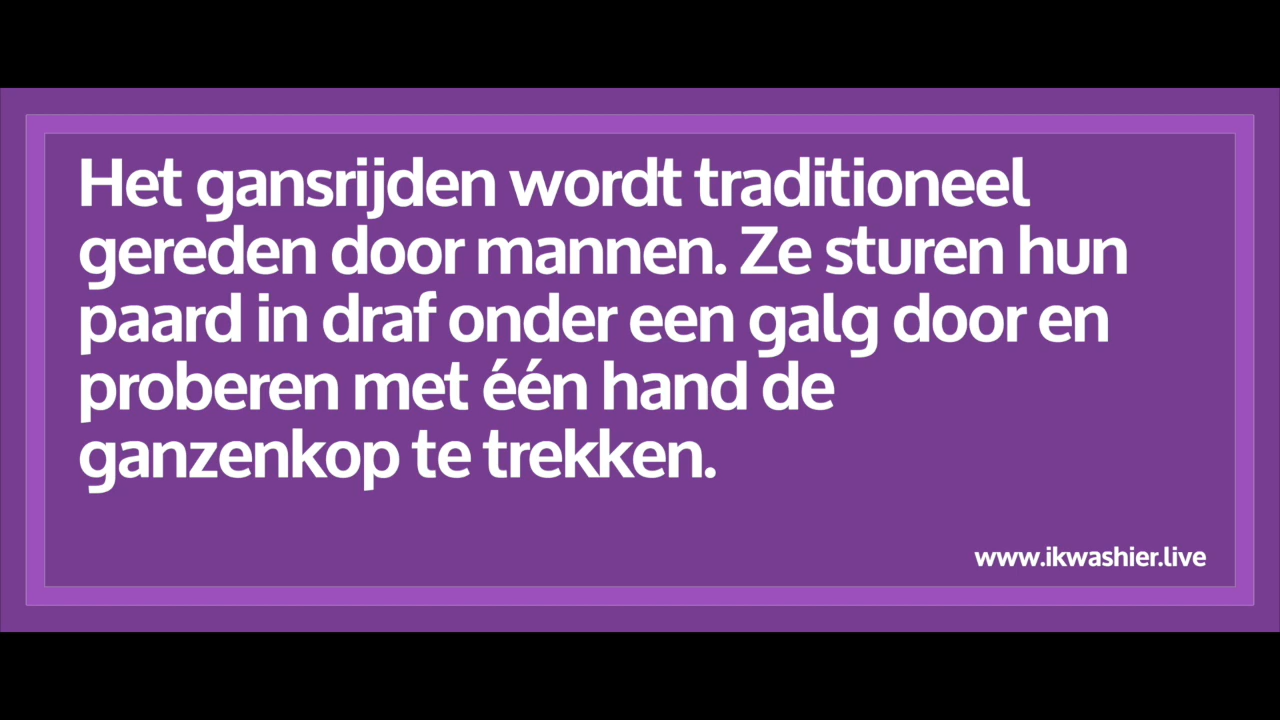 Het gansrijden wordt traditioneel
gereden door mannen. Ze sturen hun
paard in draf onder een galg door en
proberen met één hand de
ganzenkop te trekken.
www.ikwashier.live